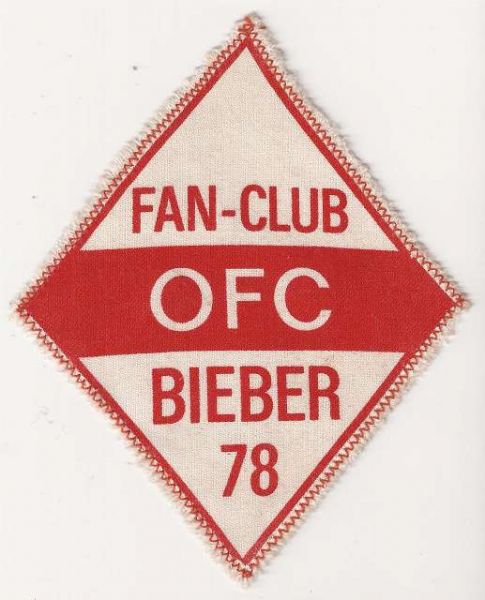 FAN-CLUB
OFC
BIEBER
78